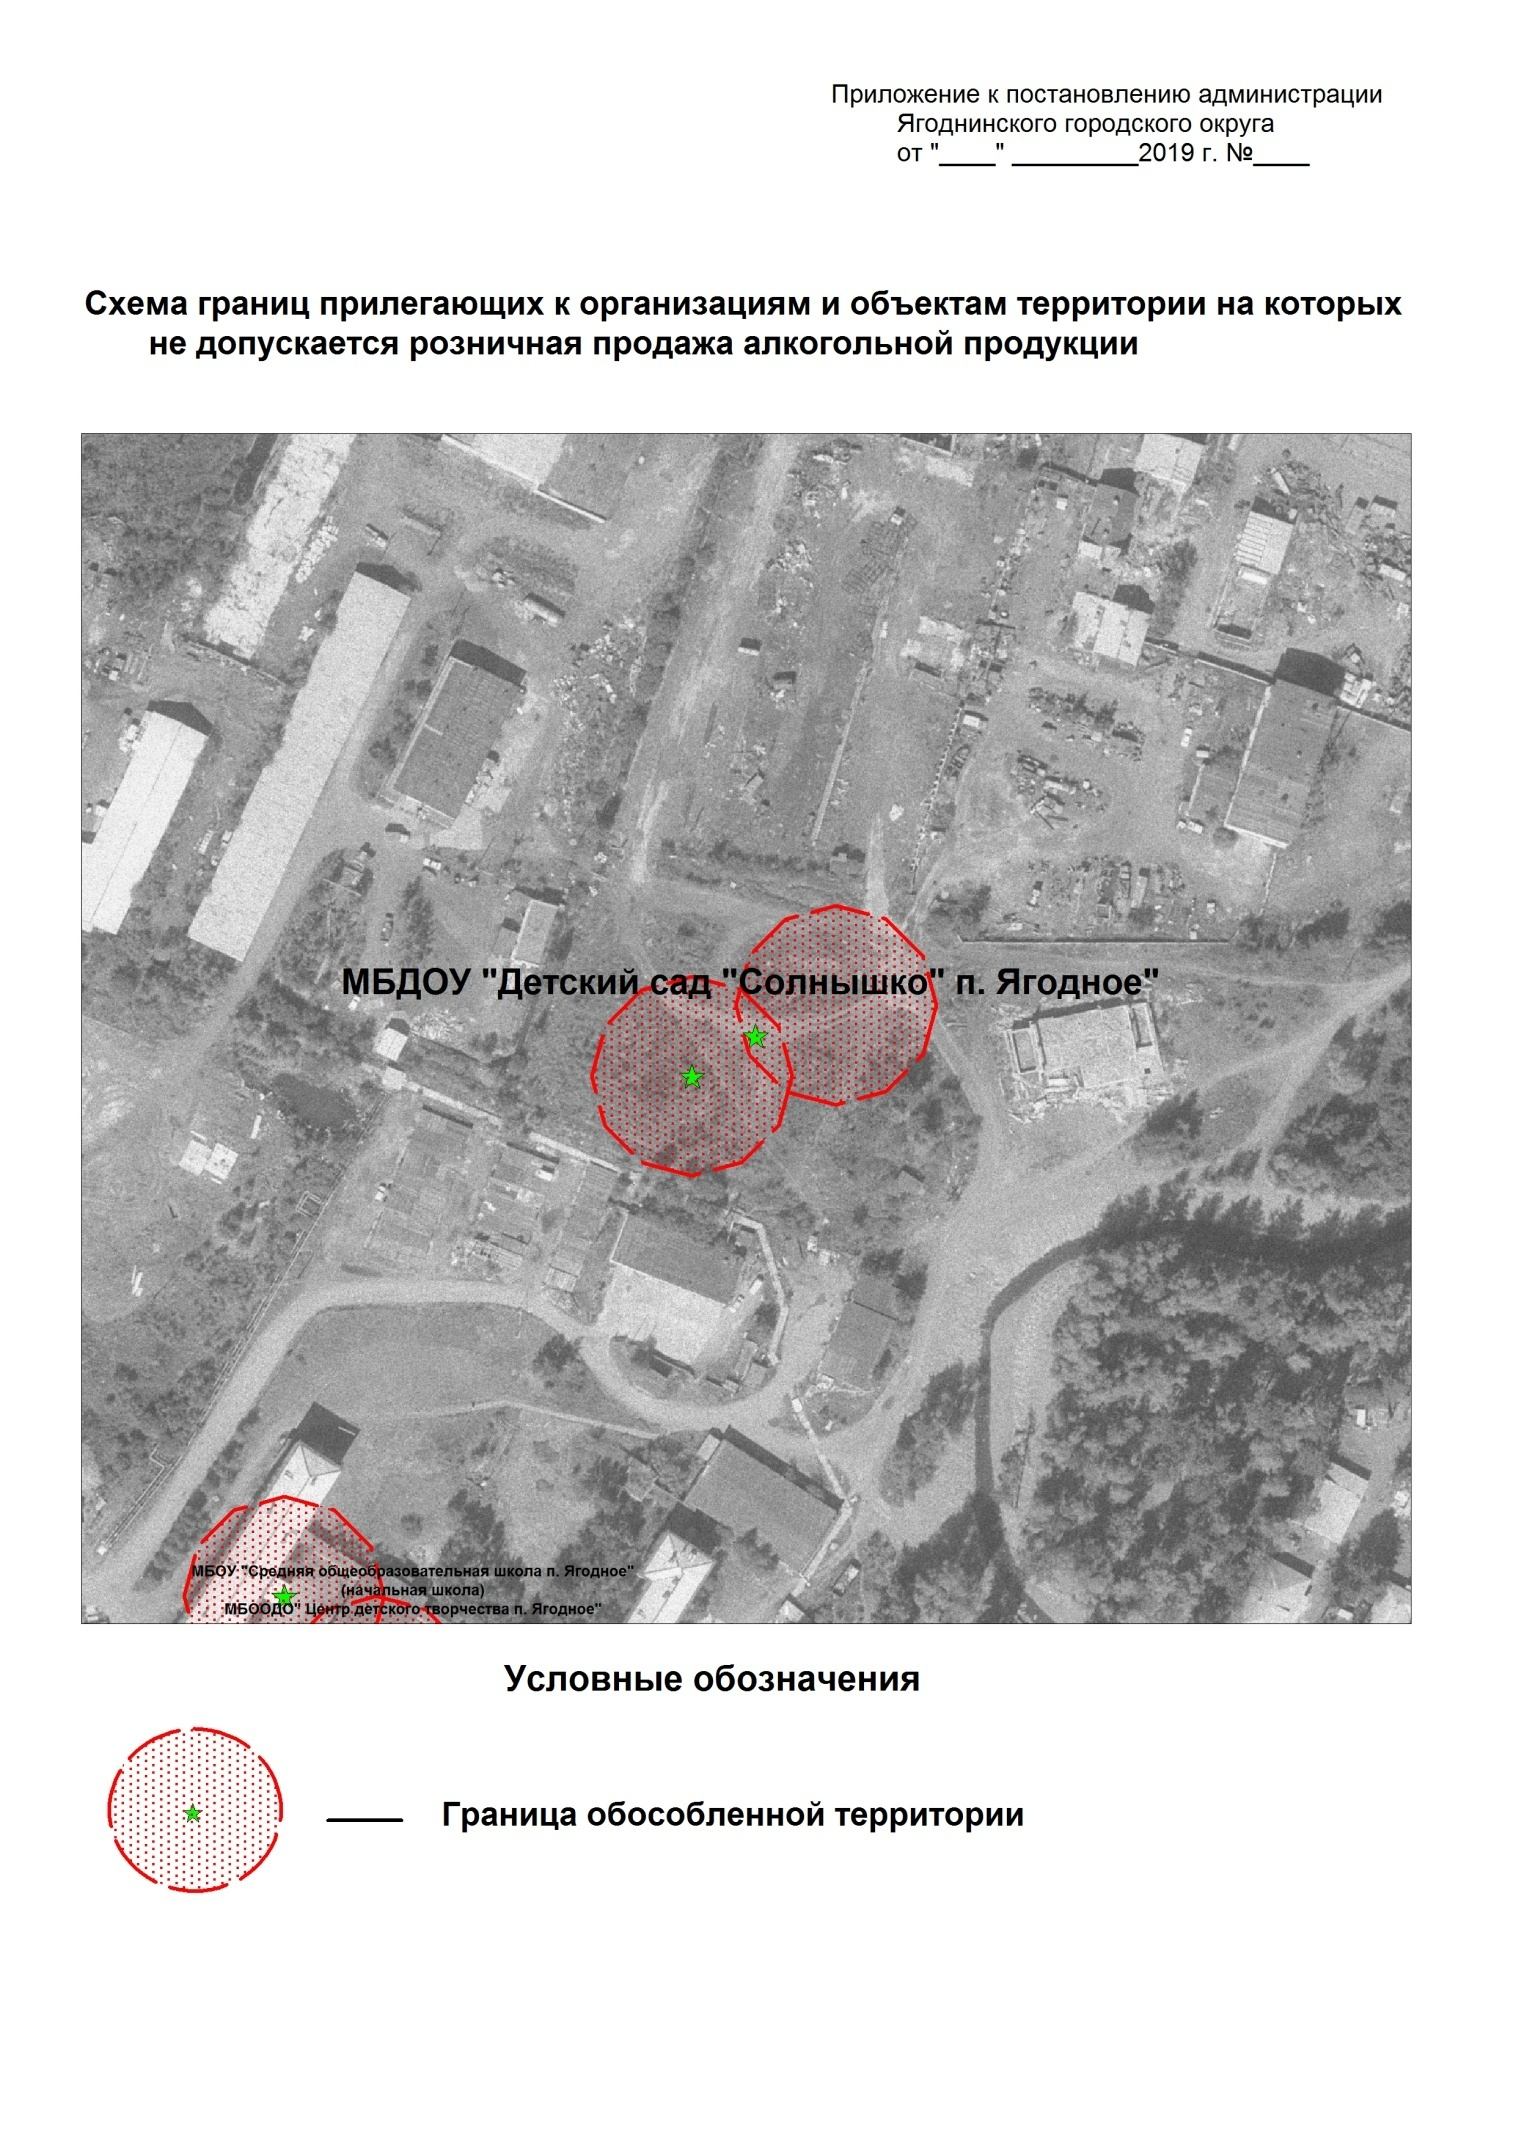 Приложение к постановлению администрации
Ягоднинского городского округа
от "____" _________2019 г. №____
Схема границ прилегающих к организациям и объектам территории на которых
не допускается розничная продажа алкогольной продукции
МБДОУ "Детский сад "Солнышко" п. Ягодное"
МБОУ "Средняя общеобразовательная школа п. Ягодное"
(начальная школа)
МБООДО" Центр детского творчества п. Ягодное"
Условные обозначения
Граница обособленной территории